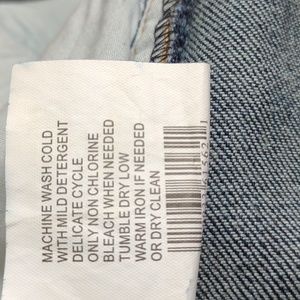 MACHINE WASH COLD
WITH MILD DETERGENT
DELICATE CYCLE
ONLY NON CHLORINE
BLEACH WHEN NEEDED
TUMBLE DRY LOW
WARM IRON IF NEEDED
OR DRY CLEAN